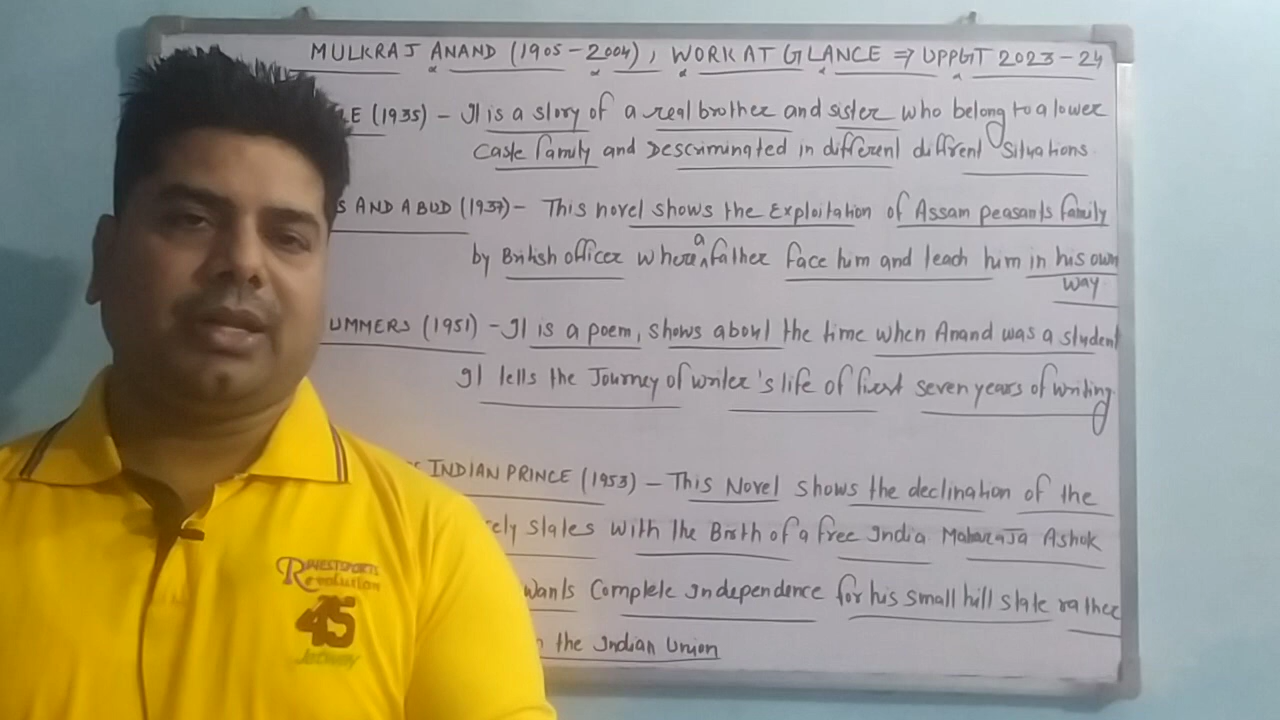 MULKRAJ ANAND (1905-2004), WORK AT GLANCE ⇒ UPPGT 2023-24
LE (1935) - It is a story of a real brother and sister who belong to a lower
Caste family and Descriminated in different different Situations
S AND A BUD (1937) - This novel shows the Exploitation of Assam peasants family
by British officer where a father face him and teach him in his own
way
UMMERS (1951) - It is a poem, shows about the time when Anand was a student
It tells the Journey of writer's life of first seven years of writing
INDIAN PRINCE (1953) - This Novel shows the declination of the
ely states with the Birth of a free India Maharaja Ashok
wants Complete Independence for his small hill state rather
the Indian Union
WESTSPORTS
Revolution
45